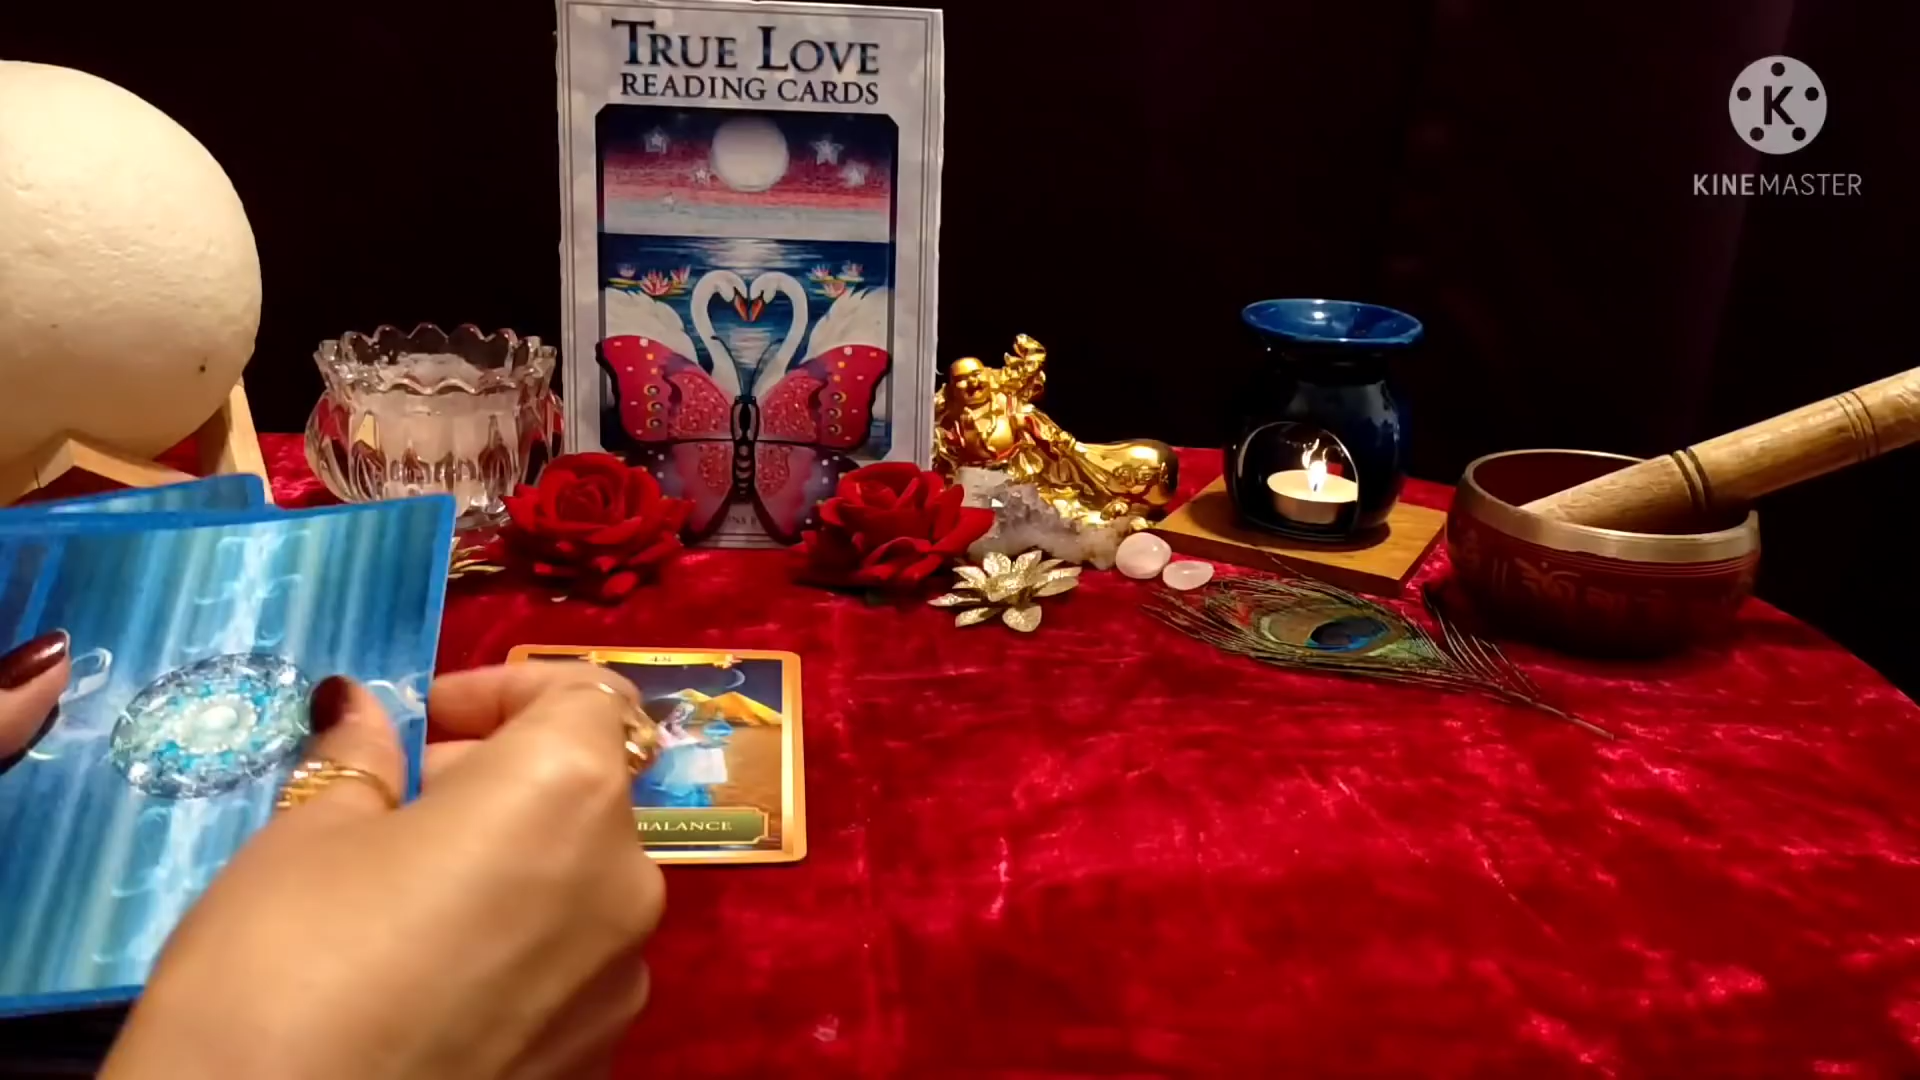 TRUE LOVE
READING CARDS
K
KINEMASTER
BALANCE